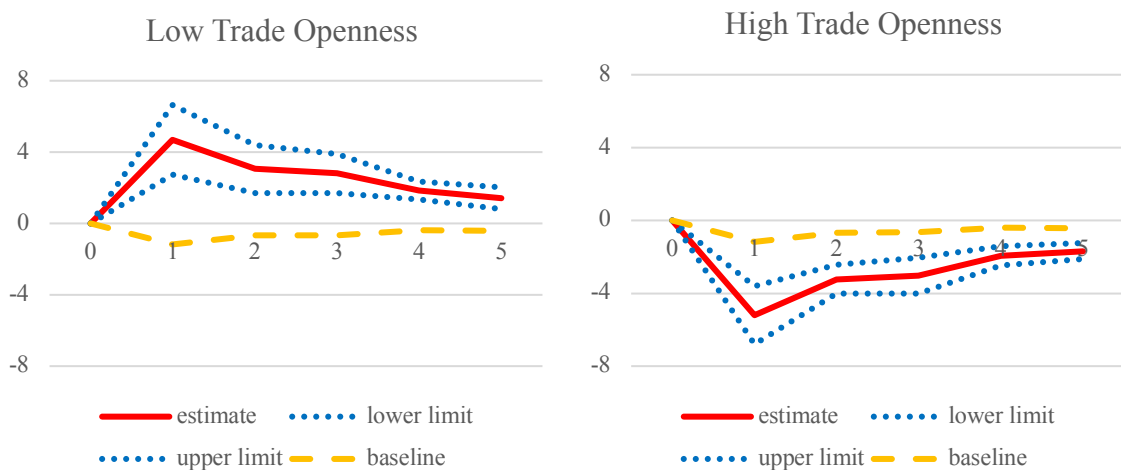 Low Trade Openness
8
4
0
-4
-8
0 1 2 3 4 5
estimate lower limit
upper limit baseline
High Trade Openness
8
4
0
-4
-8
0 1 2 3 4 5
estimate lower limit
upper limit baseline